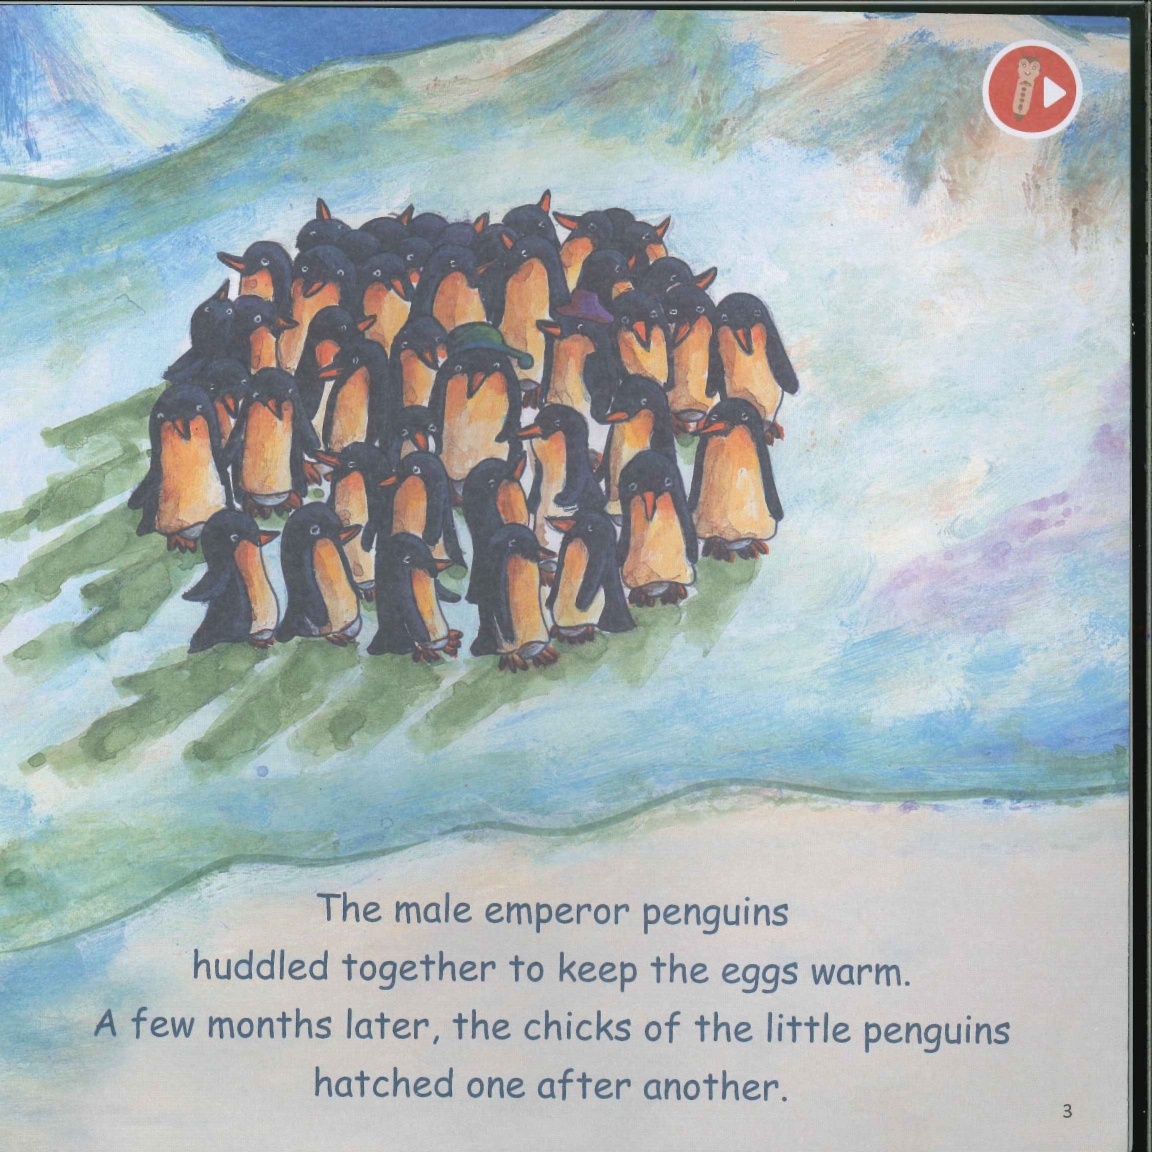 The male emperor penguins
huddled together to keep the eggs warm.
A few months later, the chicks of the little penguins
hatched one after another.
3